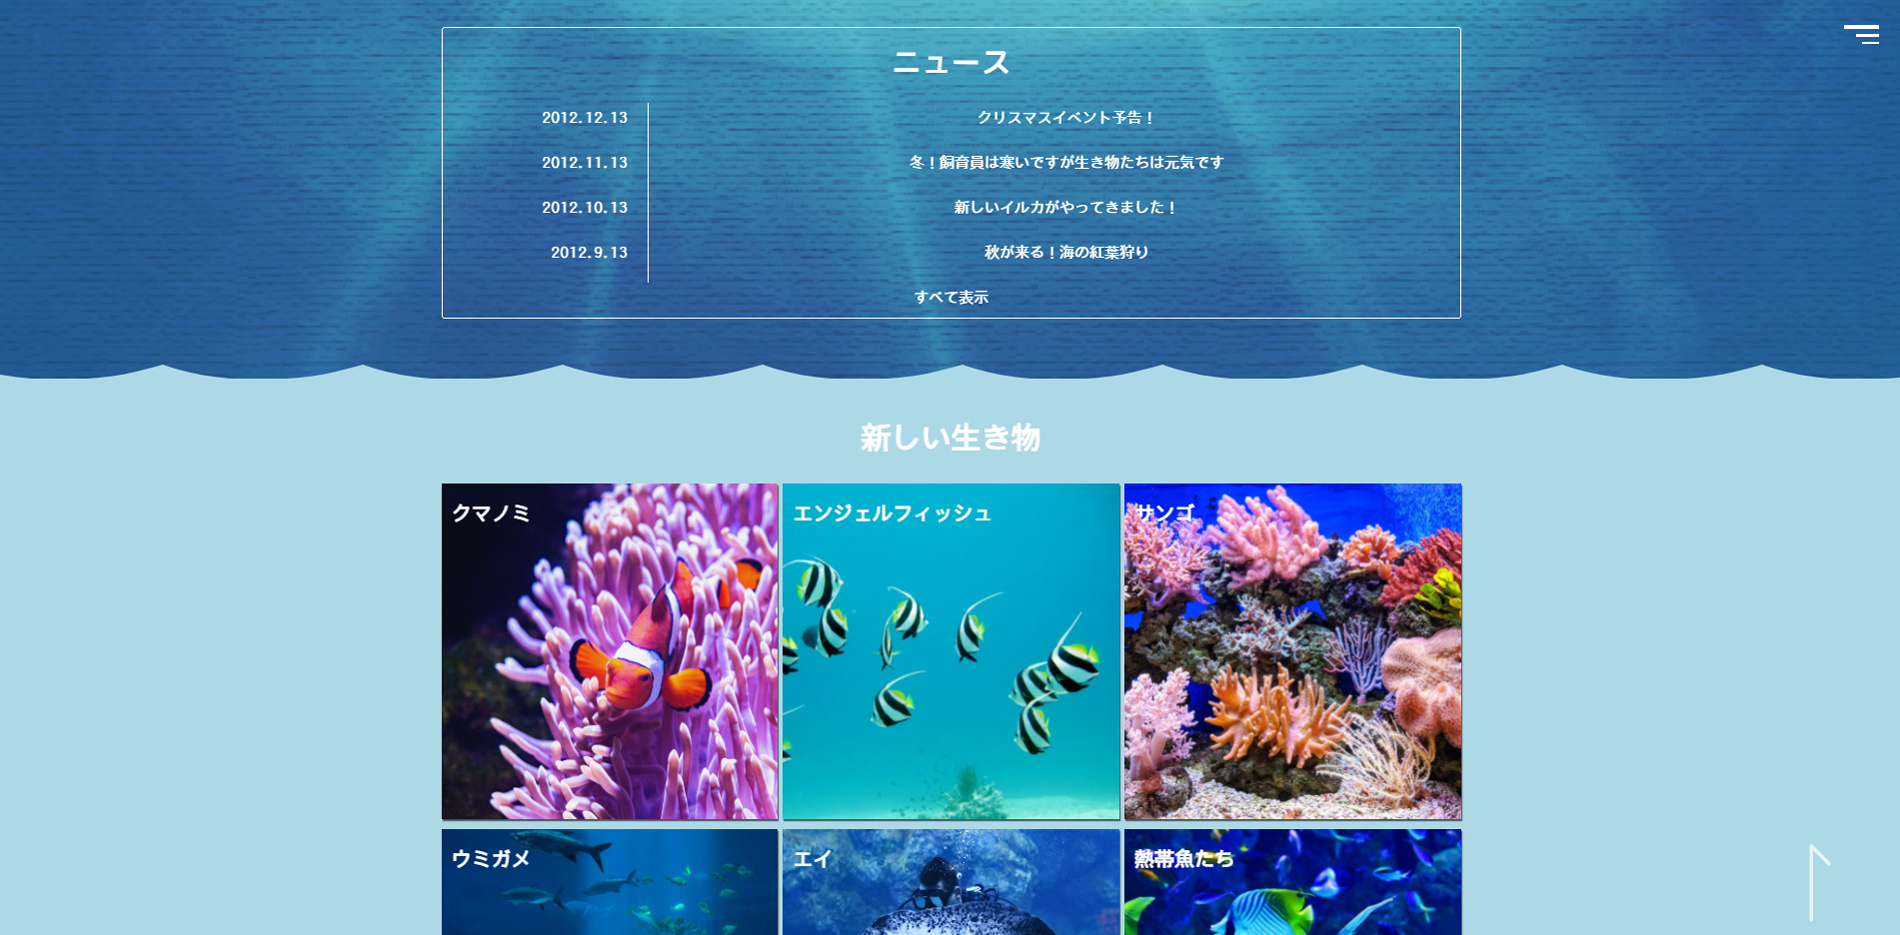 ニュース
2012.12.13 クリスマスイベント予告！
2012.11.13 冬！飼育員は寒いですが生き物たちは元気です
2012.10.13 新しいイルカがやってきました！
2012.9.13 秋が来る！海の紅葉狩り
すべて表示
新しい生き物
クマノミ
エンジェルフィッシュ
サンゴ
ウミガメ
エイ
熱帯魚たち